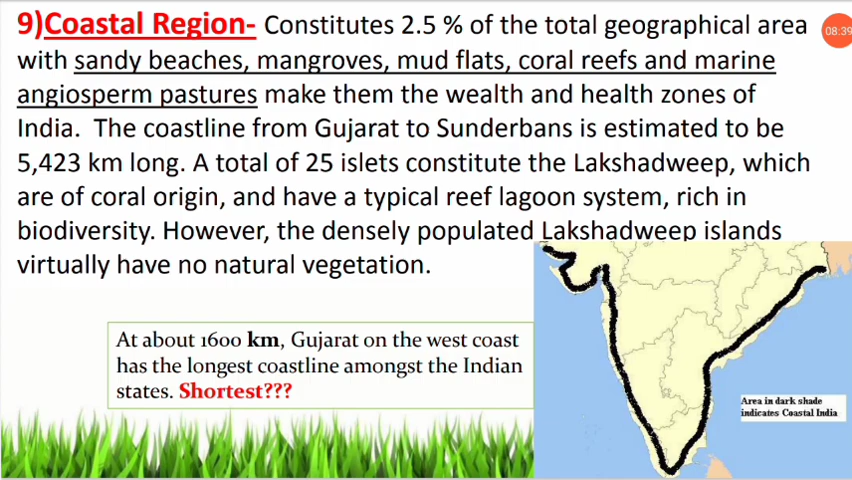 9)Coastal Region- Constitutes 2.5 % of the total geographical area
08:39
with sandy beaches, mangroves, mud flats, coral reefs and marine
angiosperm pastures make them the wealth and health zones of
India. The coastline from Gujarat to Sunderbans is estimated to be
5,423 km long. A total of 25 islets constitute the Lakshadweep, which
are of coral origin, and have a typical reef lagoon system, rich in
biodiversity. However, the densely populated Lakshadweep islands
virtually have no natural vegetation.
At about 1600 km, Gujarat on the west coast
has the longest coastline amongst the Indian
states. Shortest???
Area in dark shade
indicates Coastal India